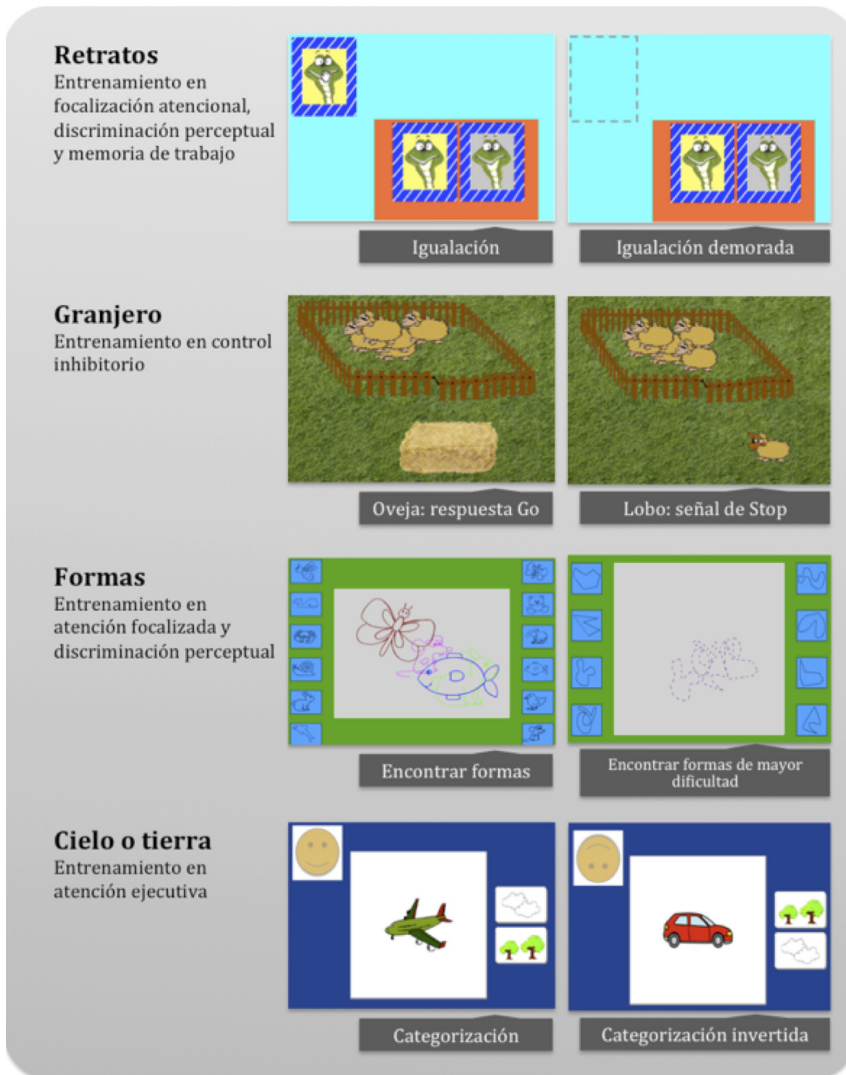 Retratos
Entrenamiento en
focalización atencional,
discriminación perceptual
y memoria de trabajo
Igualación
Igualación demorada
Granjero
Entrenamiento en control
inhibitorio
Oveja: respuesta Go
Lobo: señal de Stop
Formas
Entrenamiento en
atención focalizada y
discriminación perceptual
Encontrar formas
Encontrar formas de mayor
dificultad
Cielo o tierra
Entrenamiento en
atención ejecutiva
Categorización
Categorización invertida